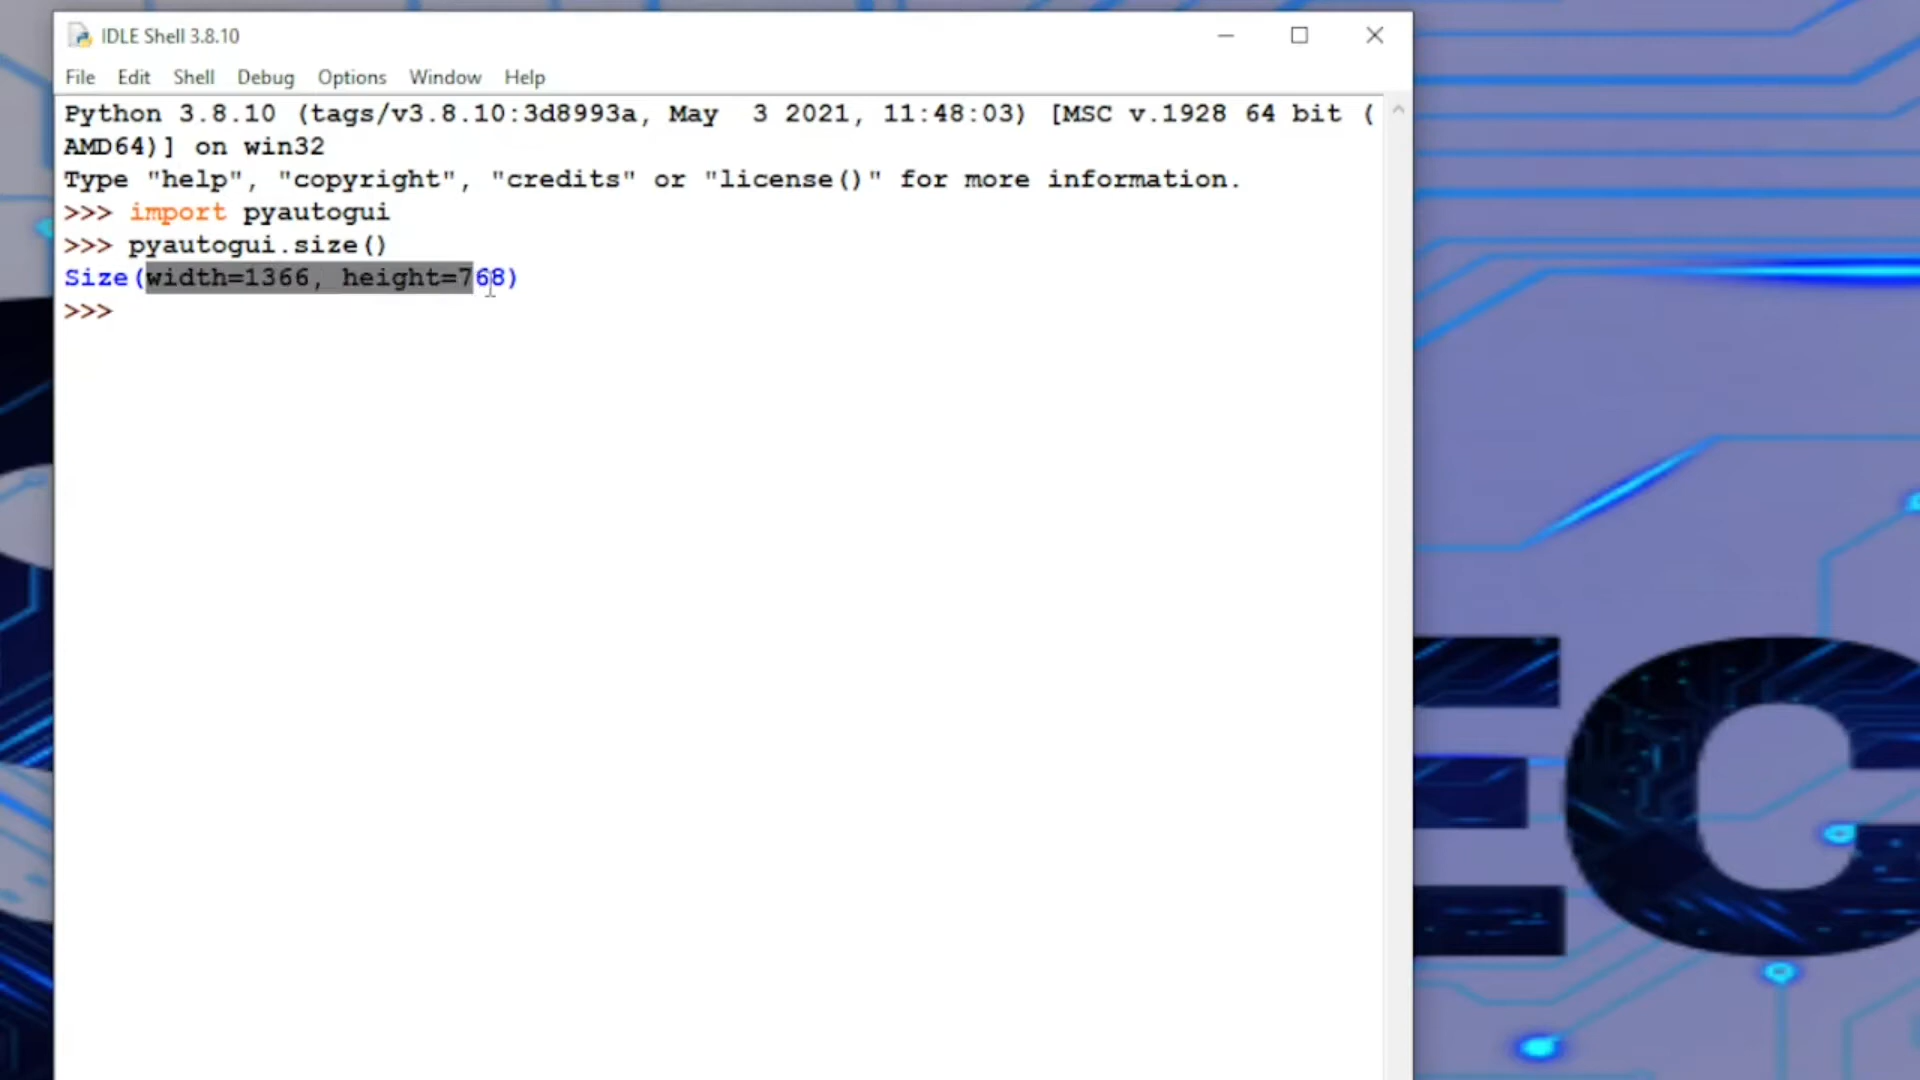 IDLE Shell 3.8.10
File Edit Shell Debug Options Window Help
Python 3.8.10 (tags/v3.8.10:3d8993a, May  3 2021, 11:48:03) [MSC v.1928 64 bit (
AMD64)] on win32
Type "help", "copyright", "credits" or "license()" for more information.
>>> import pyautogui
>>> pyautogui.size()
Size(width=1366, height=768)
>>>
EC